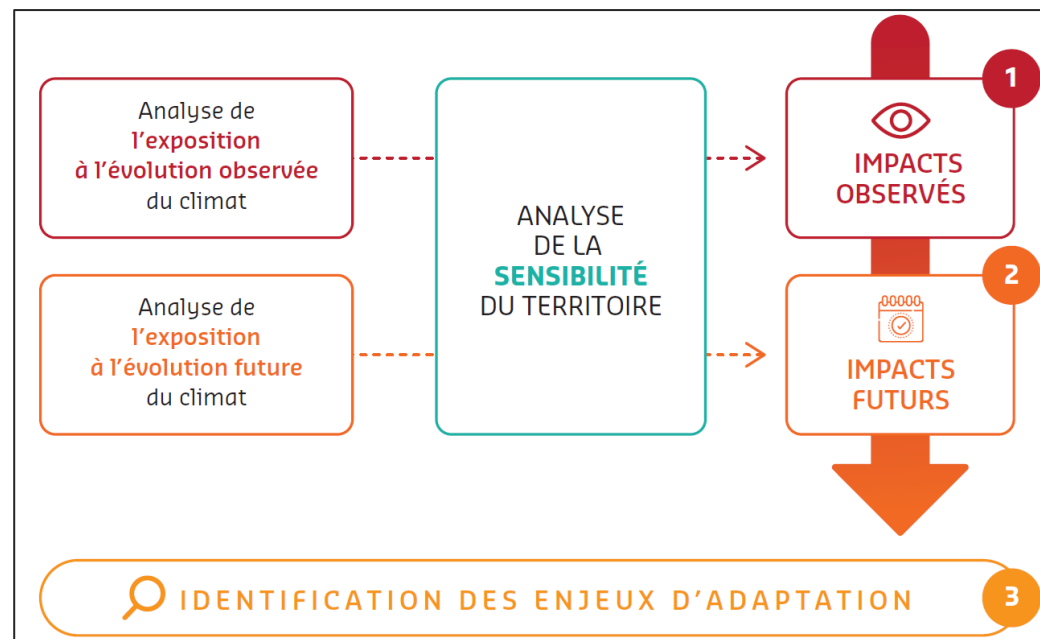 Analyse de
l'exposition
à l'évolution observée
du climat
ANALYSE
DE LA
SENSIBILITÉ
DU TERRITOIRE
1
IMPACTS
OBSERVÉS
Analyse de
l'exposition
à l'évolution future
du climat
2
IMPACTS
FUTURS
IDENTIFICATION DES ENJEUX D'ADAPTATION
3